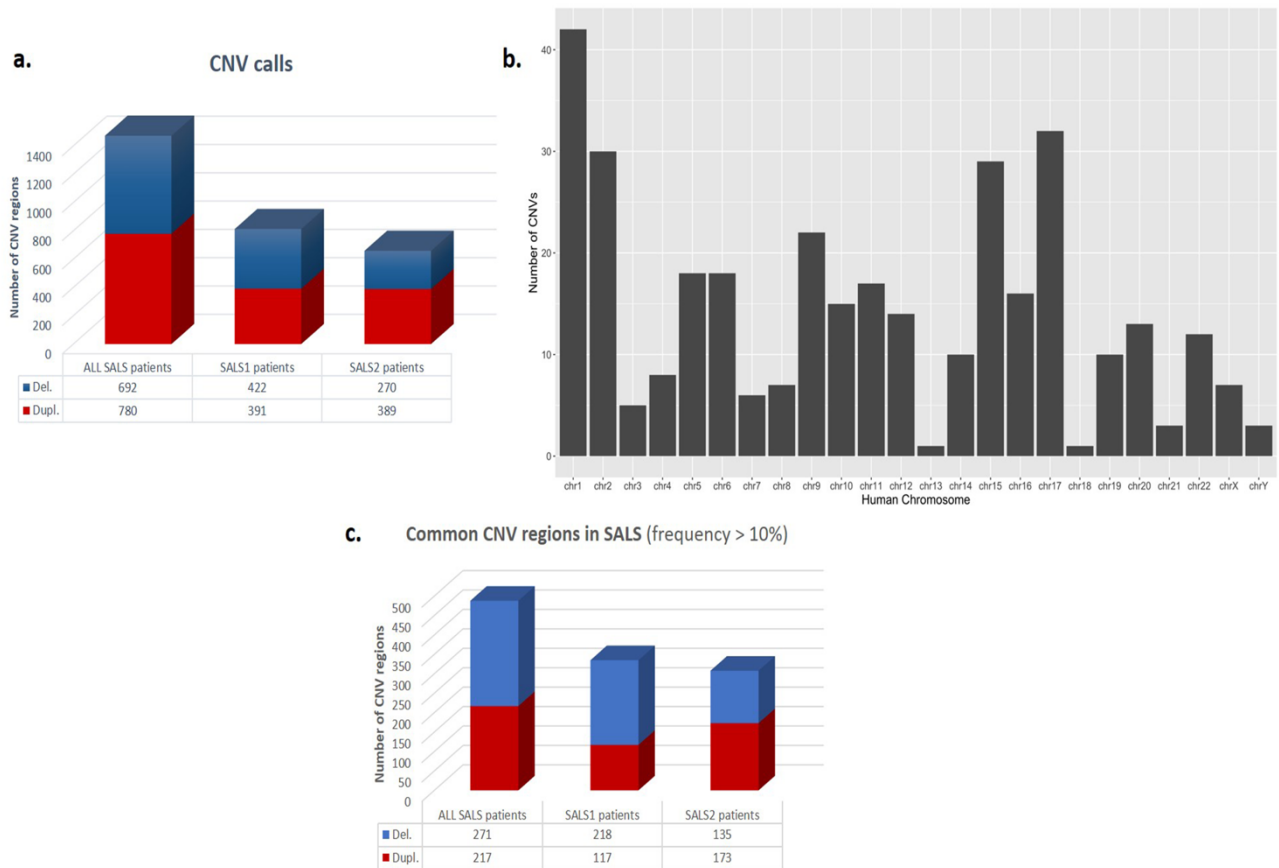 a.
CNV calls
Number of CNV regions
1400
1200
1000
800
600
400
200
0
ALL SALS patients SALS1 patients SALS2 patients
Del. 692 422 270
Dupl. 780 391 389
b.
Number of CNVs
40
30
20
10
0
chr1 chr2 chr3 chr4 chr5 chr6 chr7 chr8 chr9 chr10 chr11 chr12 chr13 chr14 chr15 chr16 chr17 chr18 chr19 chr20 chr21 chr22 chrX chrY
Human Chromosome
c.
Common CNV regions in SALS (frequency > 10%)
Number of CNV regions
500
450
400
350
300
250
200
150
100
50
0
ALL SALS patients SALS1 patients SALS2 patients
Del. 271 218 135
Dupl. 217 117 173